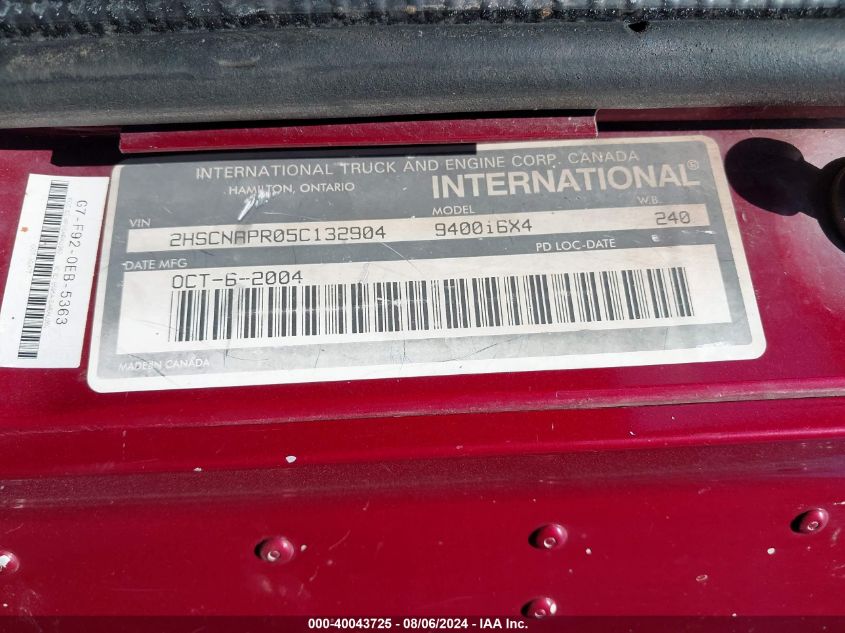 INTERNATIONAL TRUCK AND ENGINE CORP. CANADA
HAMILTON, ONTARIO
INTERNATIONAL®
VIN MODEL W.B.
2HSCNAPR05C132904 9400i6X4 240
DATE MFG PD LOC-DATE
OCT-6-2004
MADE IN CANADA
G7-F92-0EB-5363
000-40043725 - 08/06/2024 - IAA Inc.